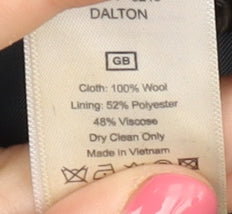 DALTON
GB
Cloth: 100% Wool
Lining: 52% Polyester
48% Viscose
Dry Clean Only
Made in Vietnam